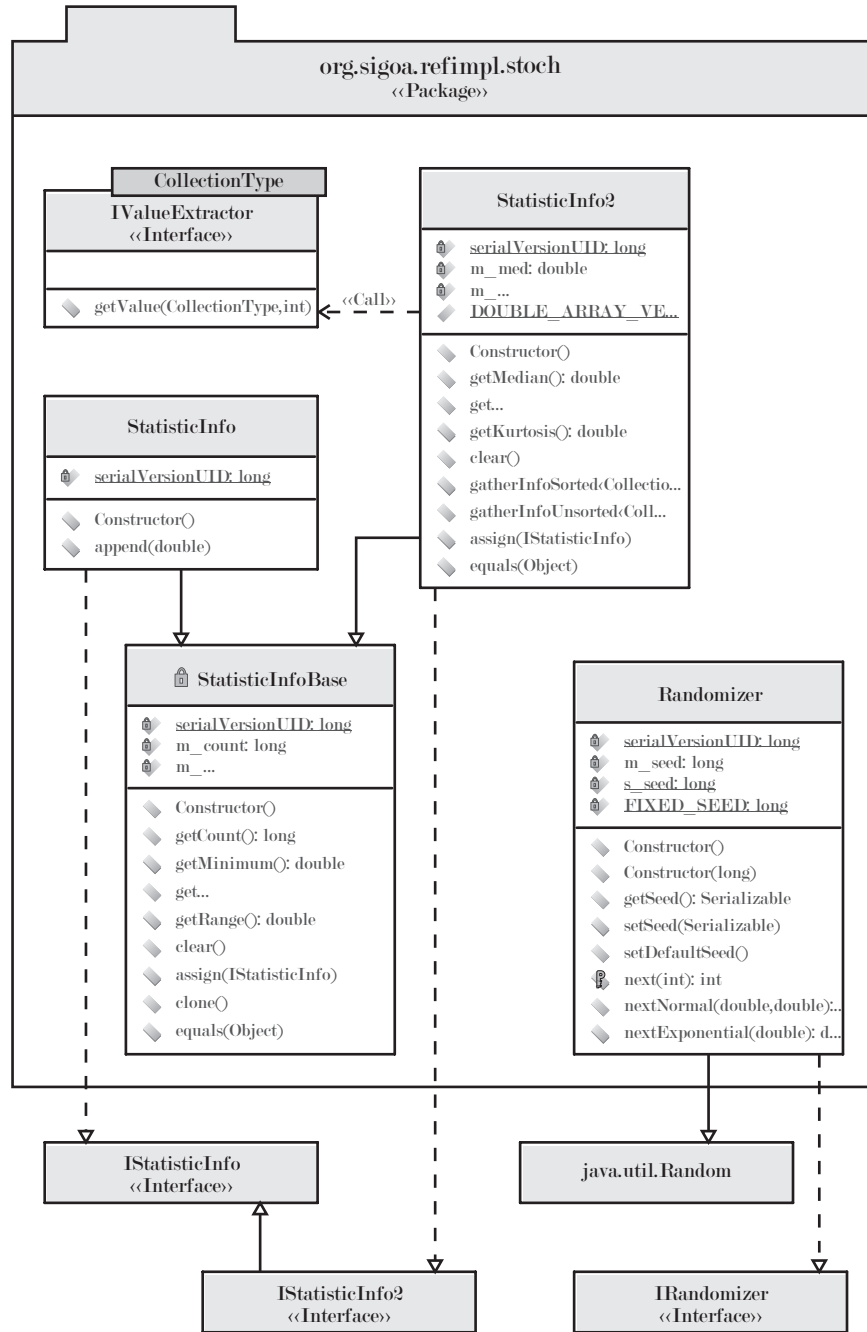 org.sigoa.refimpl.stoch
‹‹Package››
CollectionType
IValueExtractor
‹‹Interface››
getValue(CollectionType,int)
‹‹Call››
StatisticInfo2
serialVersionUID: long
m_med: double
m_...
DOUBLE_ARRAY_VE...
Constructor()
getMedian(): double
get...
getKurtosis(): double
clear()
gatherInfoSorted‹Collectio...
gatherInfoUnsorted‹Coll...
assign(IStatisticInfo)
equals(Object)
StatisticInfo
serialVersionUID: long
Constructor()
append(double)
StatisticInfoBase
serialVersionUID: long
m_count: long
m_...
Constructor()
getCount(): long
getMinimum(): double
get...
getRange(): double
clear()
assign(IStatisticInfo)
clone()
equals(Object)
Randomizer
serialVersionUID: long
m_seed: long
s_seed: long
FIXED_SEED: long
Constructor()
Constructor(long)
getSeed(): Serializable
setSeed(Serializable)
setDefaultSeed()
next(int): int
nextNormal(double,double):...
nextExponential(double): d...
IStatisticInfo
‹‹Interface››
java.util.Random
IStatisticInfo2
‹‹Interface››
IRandomizer
‹‹Interface››